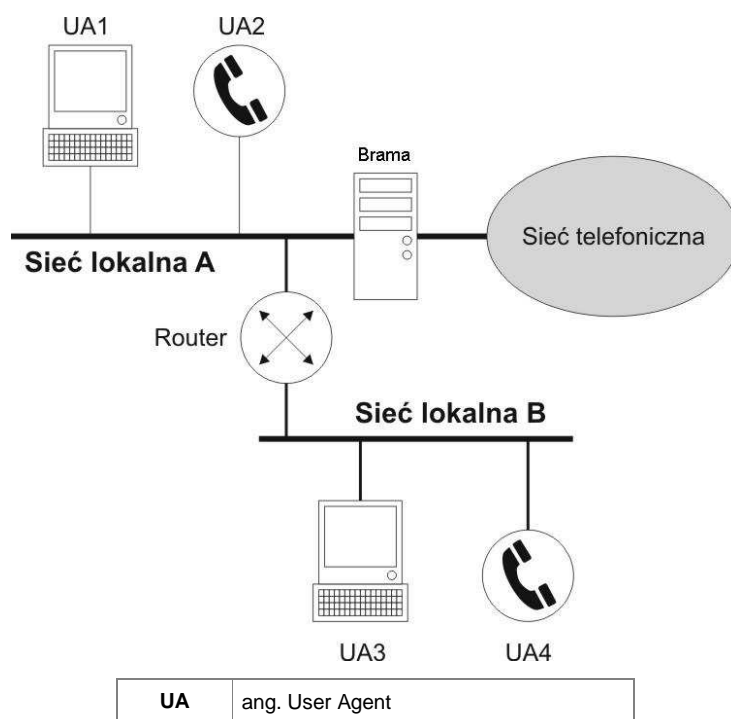 UA1
UA2
Brama
Sieć telefoniczna
Sieć lokalna A
Router
Sieć lokalna B
UA3
UA4
UA ang. User Agent